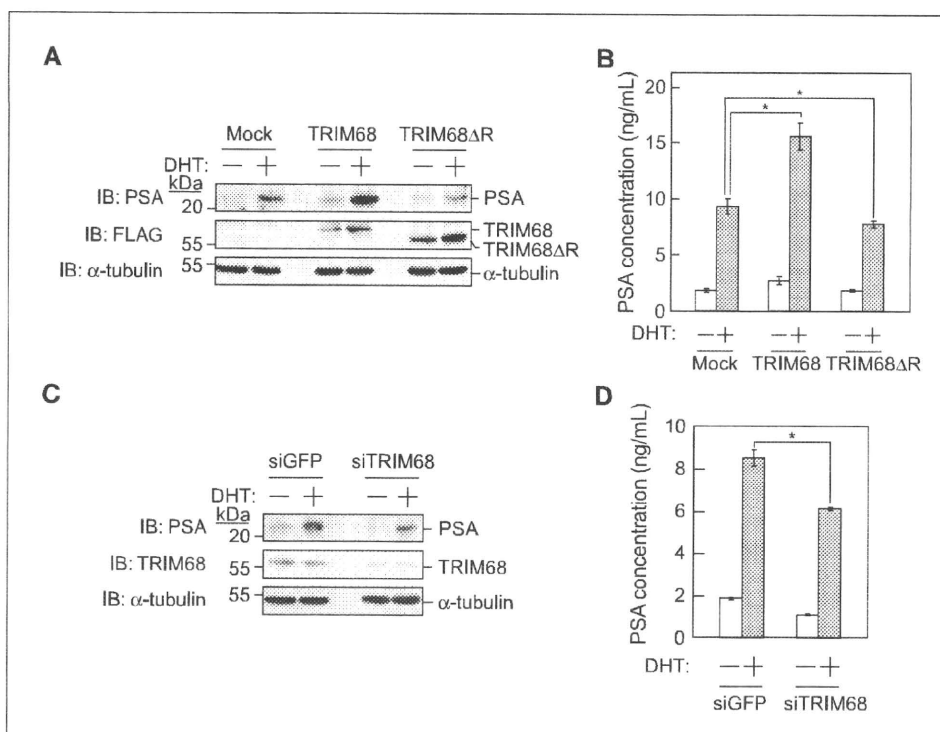 A
Mock TRIM68 TRIM68ΔR
DHT: — + — + — +
kDa
IB: PSA 20 PSA
IB: FLAG 55 TRIM68
TRIM68ΔR
IB: α-tubulin 55 α-tubulin
B
PSA concentration (ng/mL)
20
15
10
5
0
* *
DHT: — + — + — +
Mock TRIM68 TRIM68ΔR
C
siGFP siTRIM68
DHT: — + — +
kDa
IB: PSA 20 PSA
IB: TRIM68 55 TRIM68
IB: α-tubulin 55 α-tubulin
D
PSA concentration (ng/mL)
10
8
6
4
2
0
*
DHT: — + — +
siGFP siTRIM68